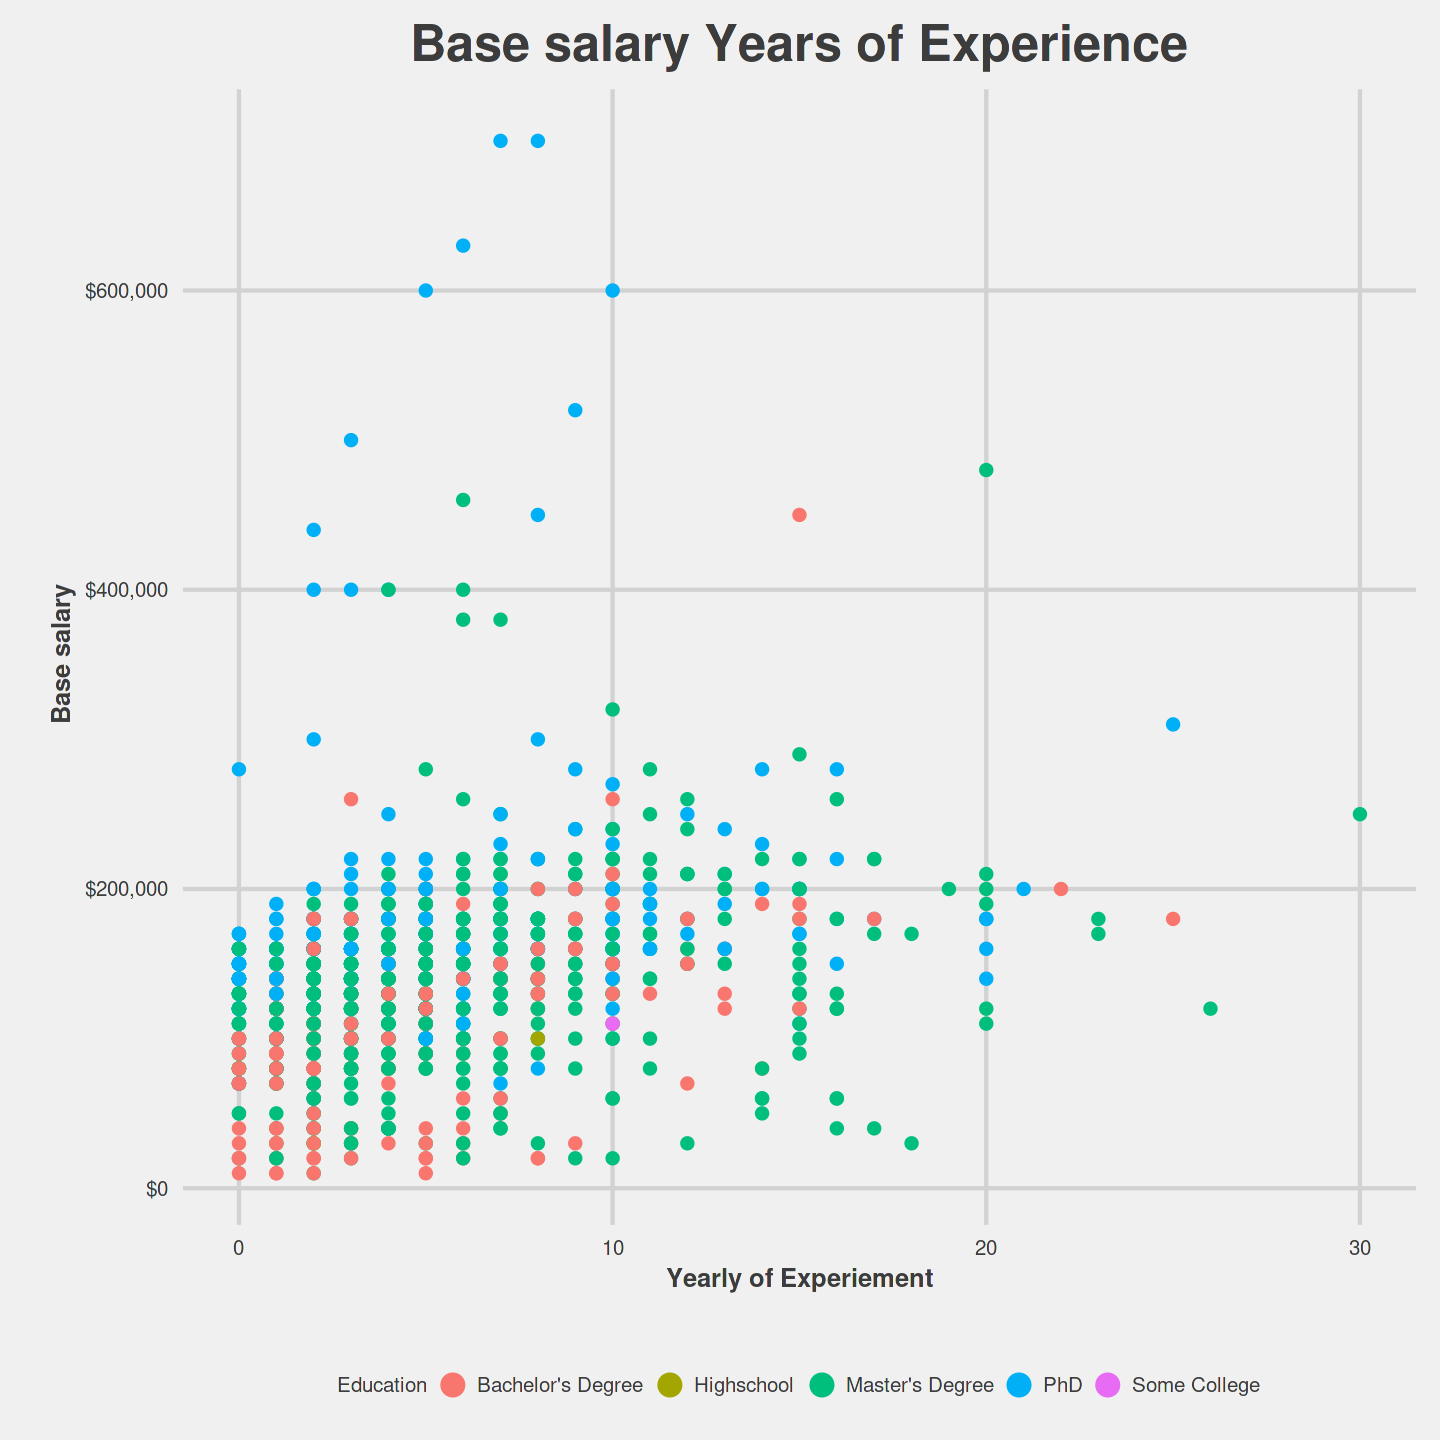 Base salary Years of Experience
$600,000
$400,000
$200,000
$0
Base salary
0 10 20 30
Yearly of Experiement
Education Bachelor's Degree Highschool Master's Degree PhD Some College